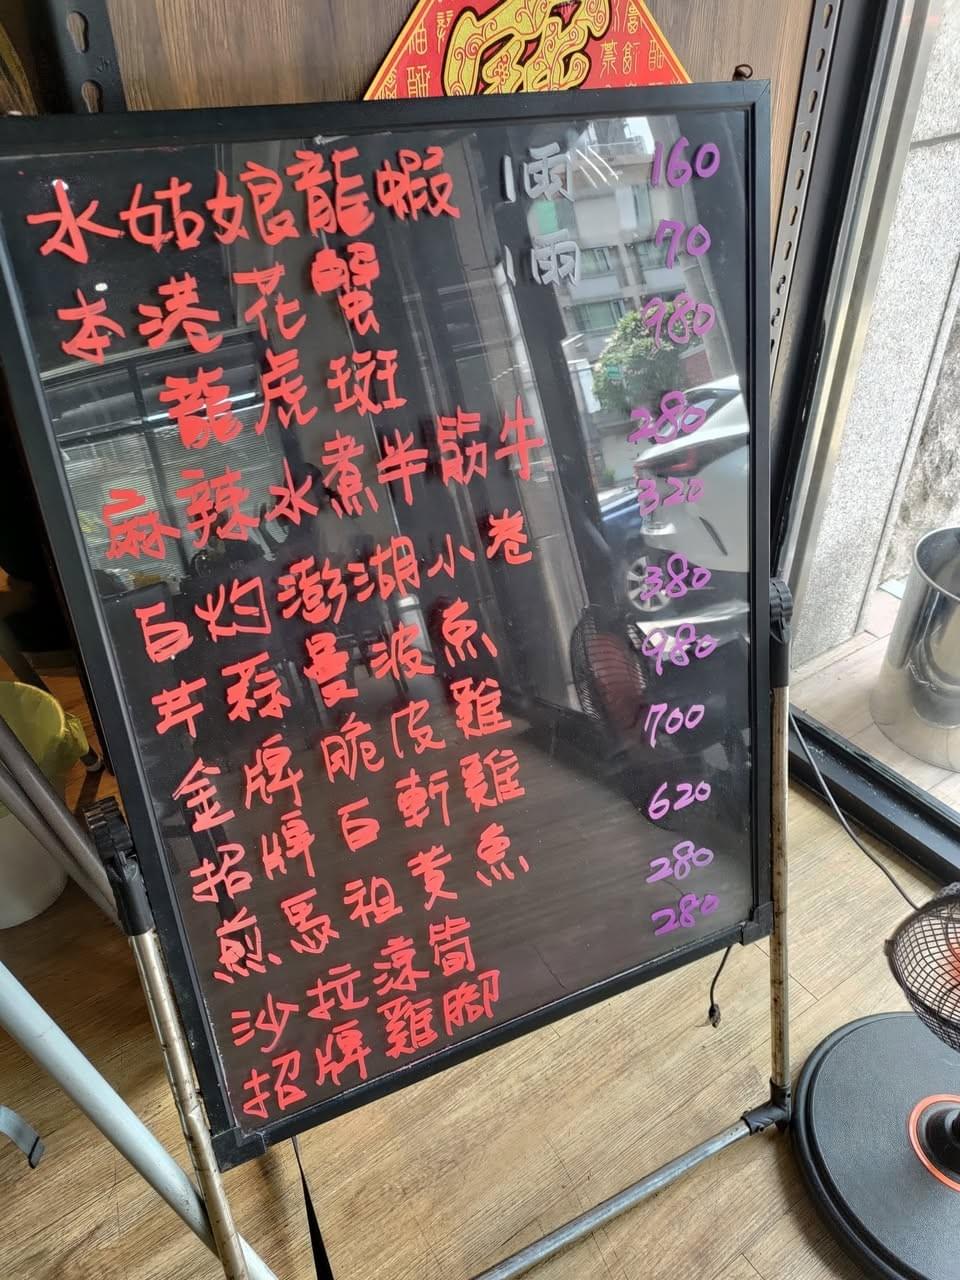 水姑娘龍蝦 1兩 160
本港花蟹 1兩 70
龍虎斑 980
麻辣水煮半筋牛 280
白灼澎湖小卷 320
芹蒜曼波魚 380
金牌脆皮雞 980
招牌白斬雞 700
煎馬祖黃魚 620
沙拉涼筍 280
招牌雞腳 280